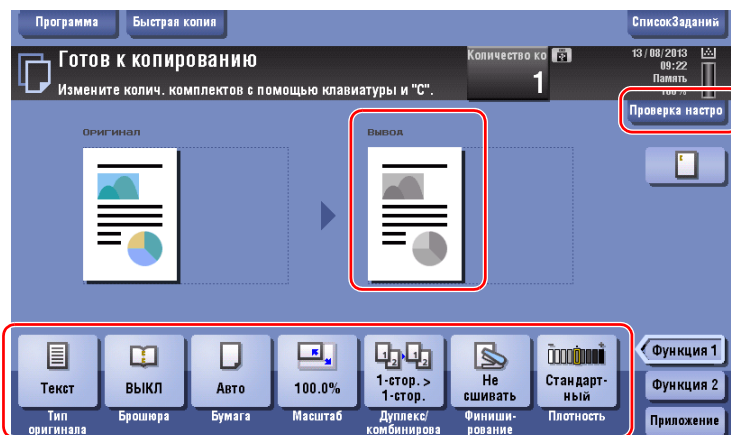 Программа
Быстрая копия
СписокЗаданий
Готов к копированию
Измените колич. комплектов с помощью клавиатуры и "C".
Количество ко
1
13/08/2013
09:22
Память
100%
Проверка настро
Оригинал
Вывод
Текст
ВЫКЛ
Авто
100.0%
1-стор. >
1-стор.
Не
сшивать
Стандарт-
ный
Тип
оригинала
Брошюра
Бумага
Масштаб
Дуплекс/
комбинирова
Финиши-
рование
Плотность
Функция 1
Функция 2
Приложение